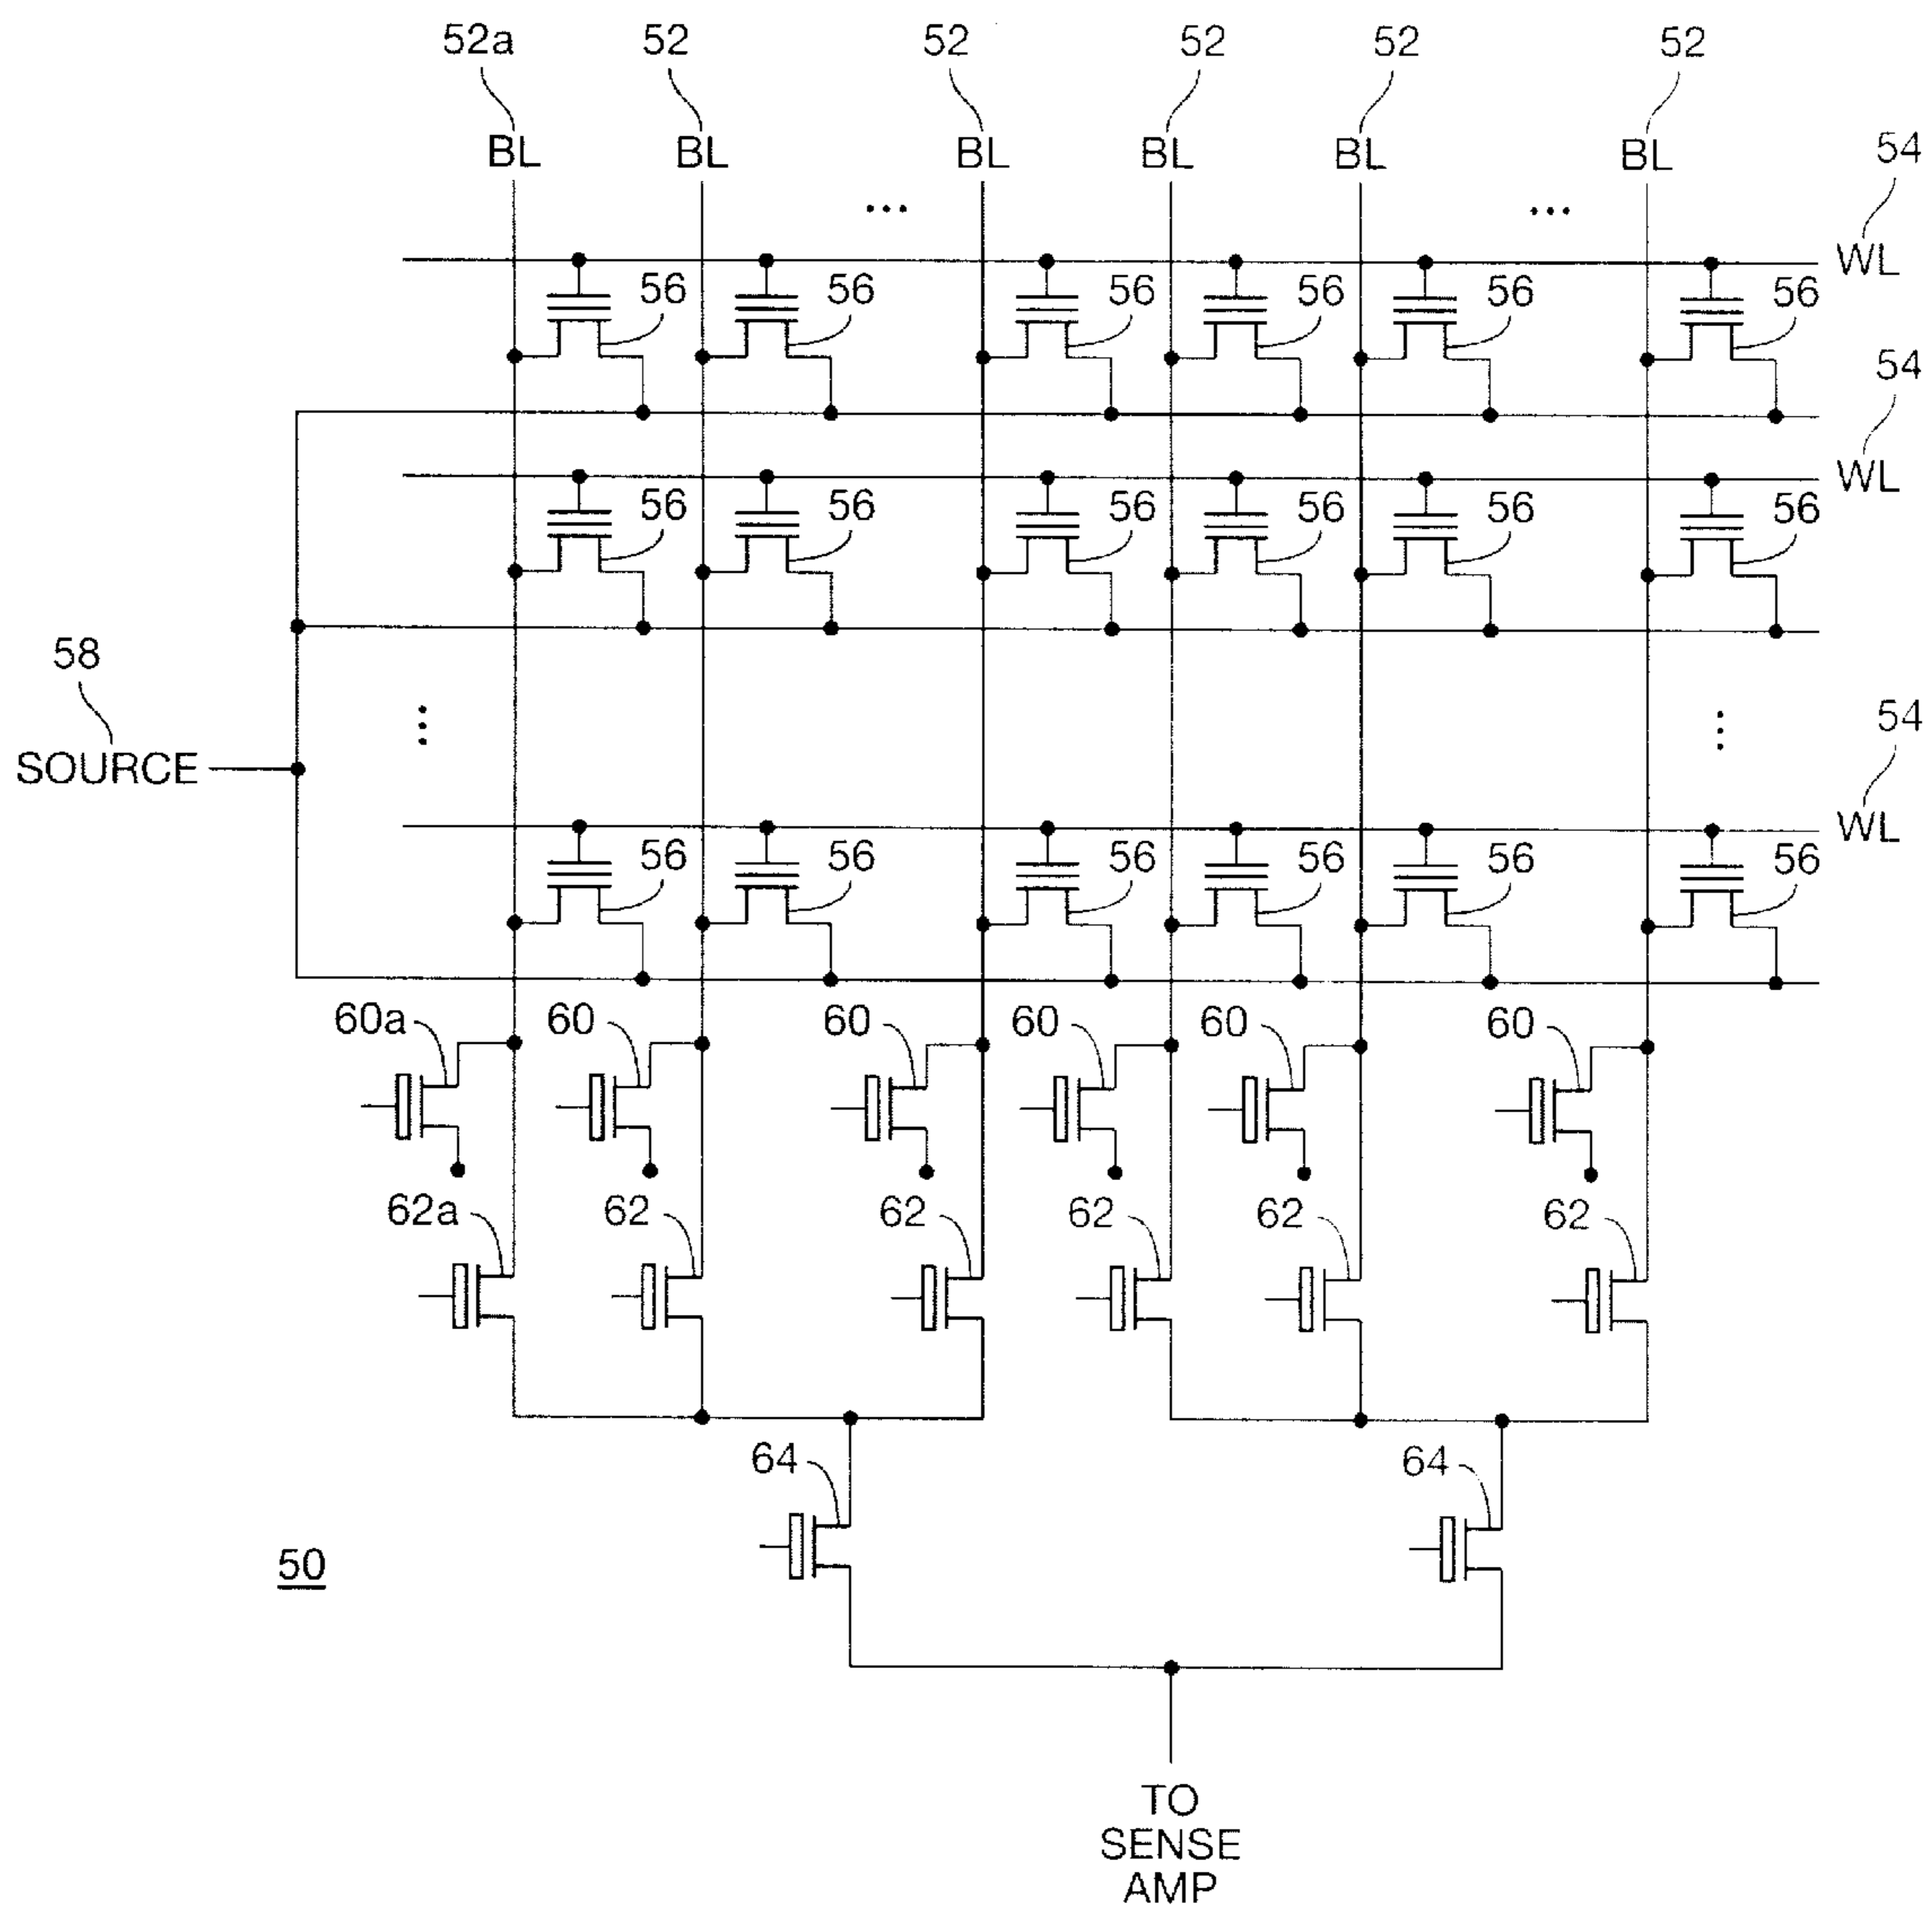 52a 52 52 52 52 52
BL BL BL BL BL BL
54
... ...
WL
56 56 56 56 56 56
54
WL
56 56 56 56 56 56
58
SOURCE
... ...
54
WL
56 56 56 56 56 56
60a 60 60 60 60 60
62a 62 62 62 62 62
64 64
50
TO
SENSE
AMP